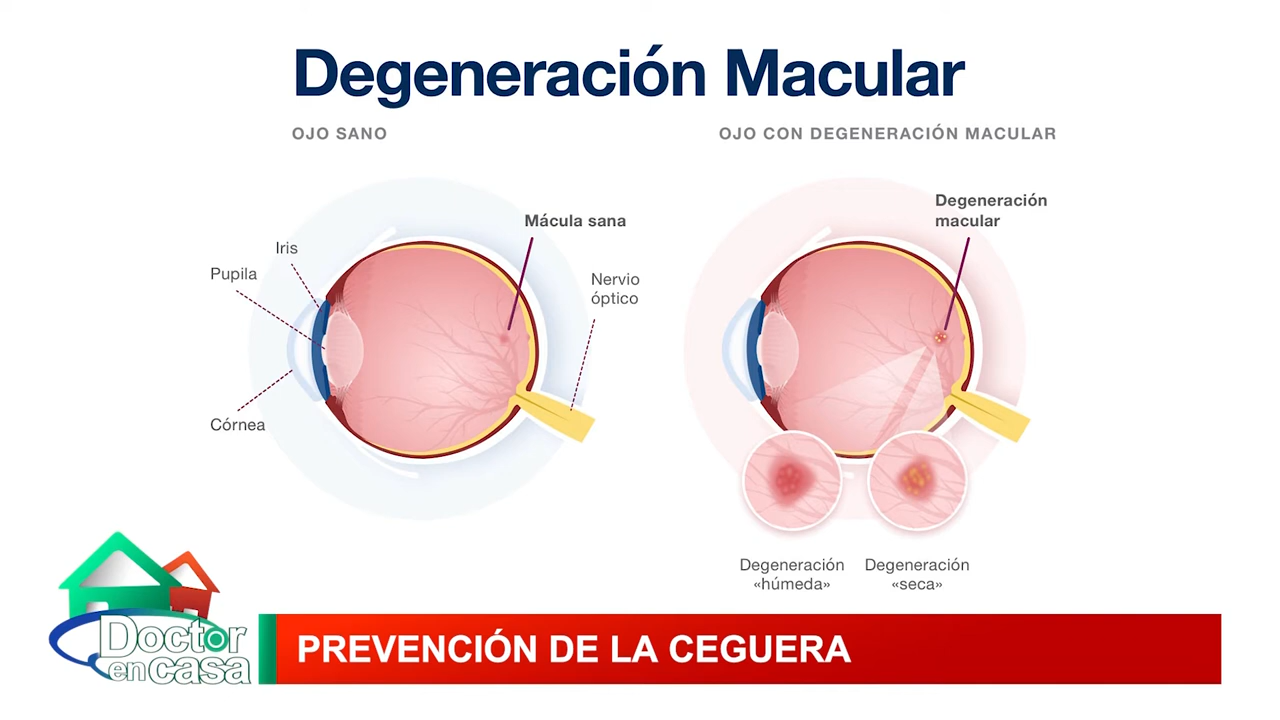 Degeneración Macular
OJO SANO
OJO CON DEGENERACIÓN MACULAR
Mácula sana
Iris
Pupila
Nervio
óptico
Córnea
Degeneración
macular
Degeneración
«húmeda»
Degeneración
«seca»
Doctor
en casa
PREVENCIÓN DE LA CEGUERA